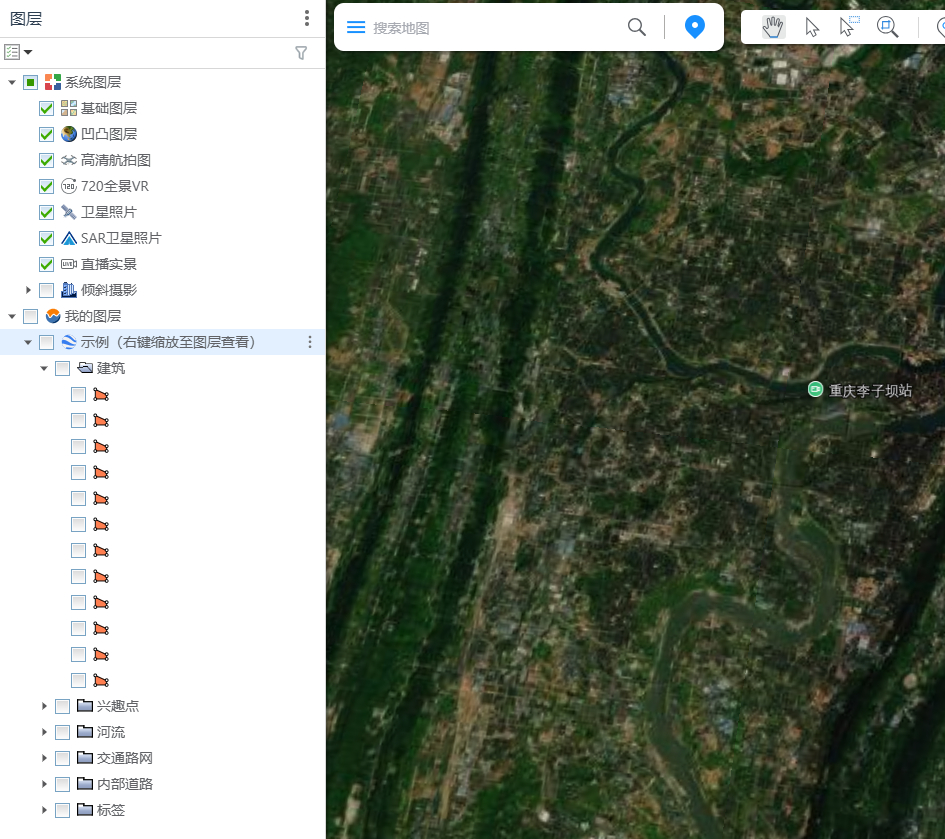 图层
搜索地图
系统图层
基础图层
凹凸图层
高清航拍图
720全景VR
卫星照片
SAR卫星照片
直播实景
倾斜摄影
我的图层
示例（右键缩放至图层查看）
建筑
兴趣点
河流
交通路网
内部道路
标签
重庆李子坝站